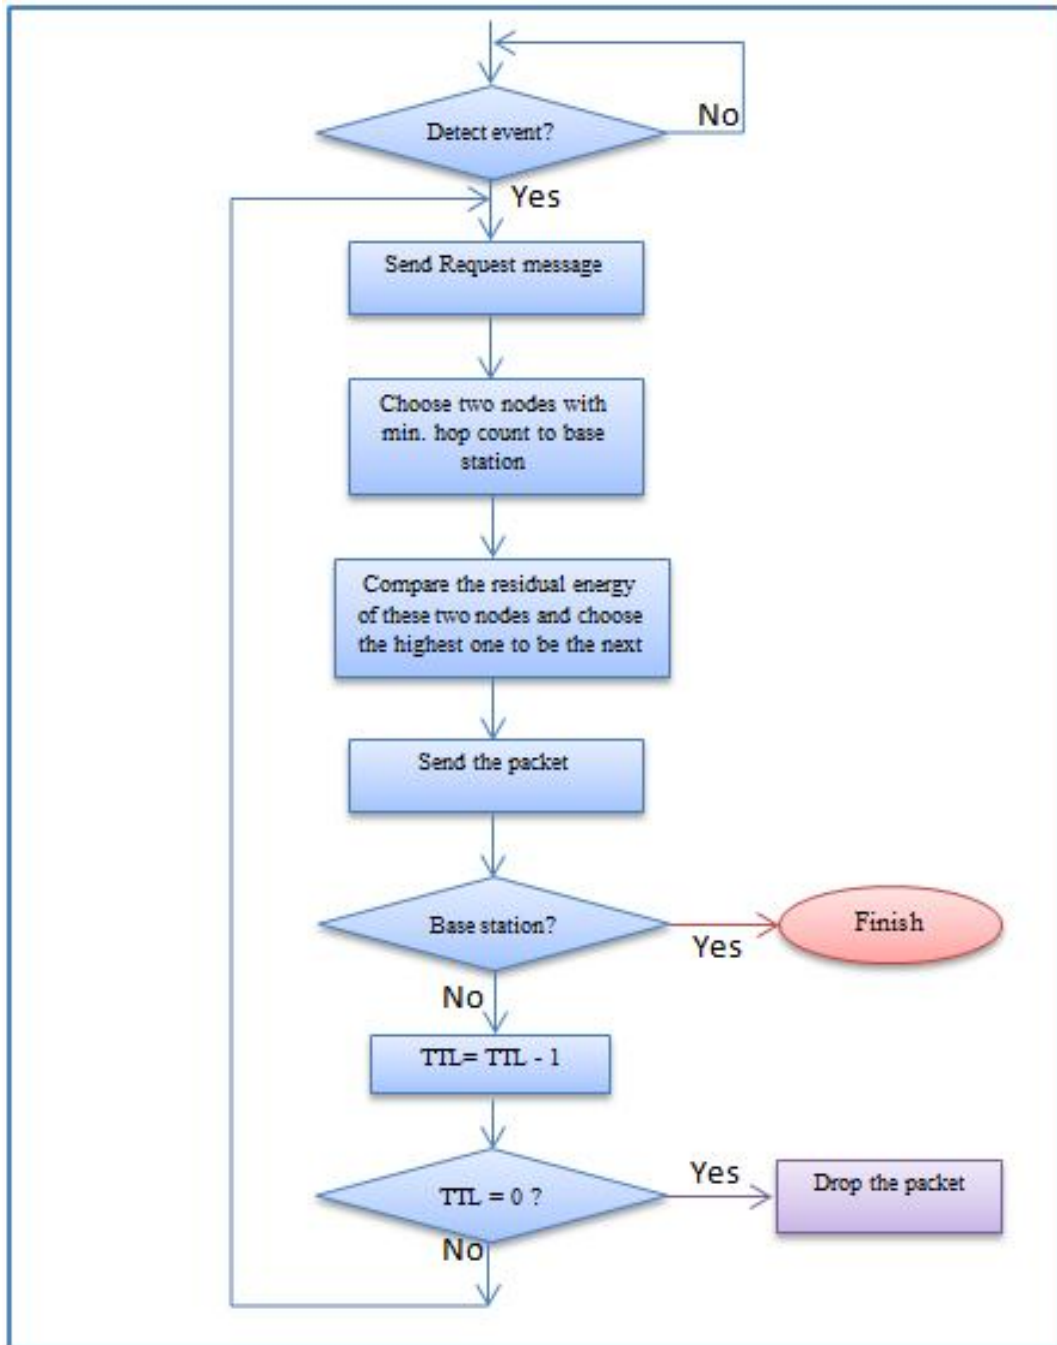 Detect event?
No
Yes
Send Request message
Choose two nodes with
min. hop count to base
station
Compare the residual energy
of these two nodes and choose
the highest one to be the next
Send the packet
Base station?
Yes
Finish
No
TTL= TTL - 1
TTL = 0 ?
Yes
Drop the packet
No